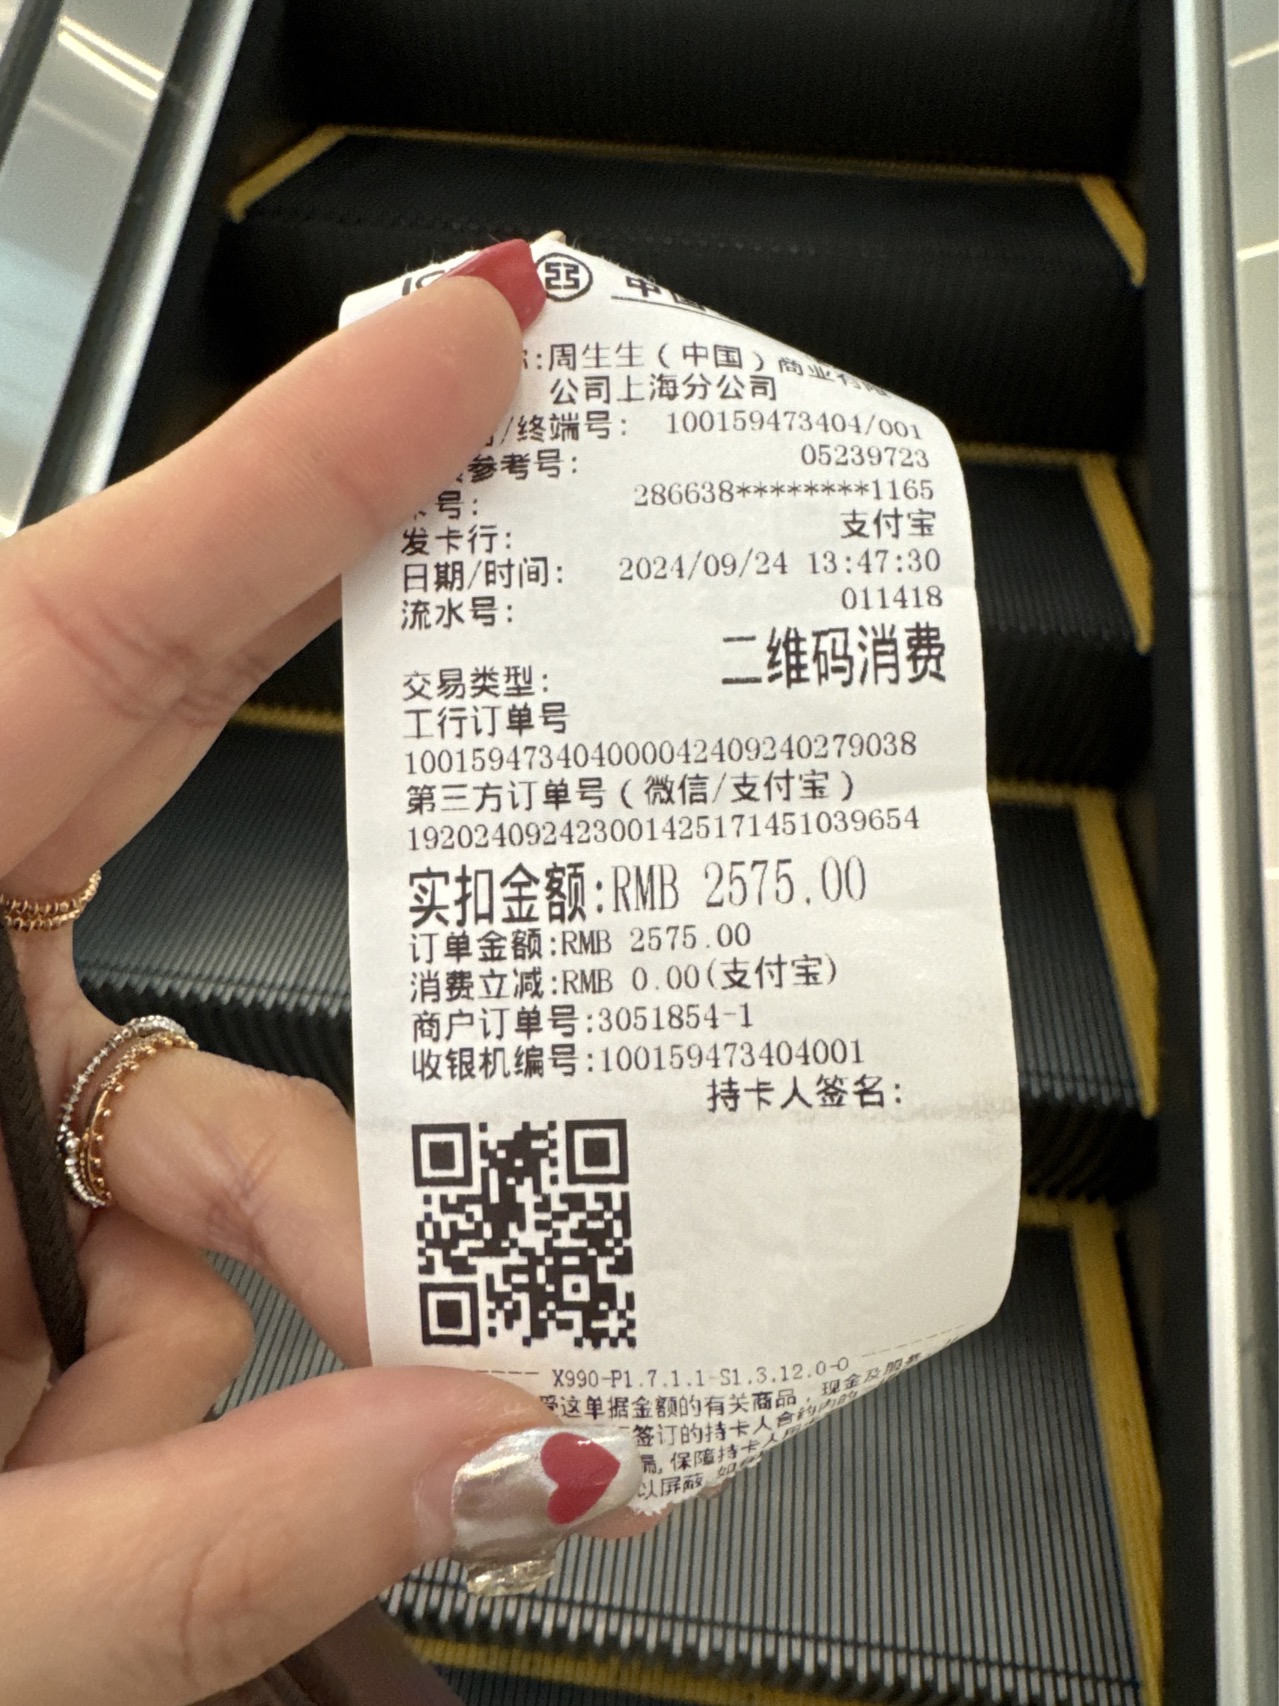 中国
:周生生(中国)商业有限
公司上海分公司
/终端号: 100159473404/001
参考号: 05239723
号: 286638********1165
发卡行: 支付宝
日期/时间: 2024/09/24 13:47:30
流水号: 011418
交易类型: 二维码消费
工行订单号
100159473404000042409240279038
第三方订单号(微信/支付宝)
1920240924230014251714510​39654
实扣金额:RMB 2575.00
订单金额:RMB 2575.00
消费立减:RMB 0.00(支付宝)
商户订单号:3051854-1
收银机编号:100159473404001
持卡人签名:
---- X990-P1.7.1.1-S1.3.12.0-0 ----
受这单据金额的有关商品,现金及服务
签订的持卡人合约内的
局,保障持卡人
以屏蔽,如